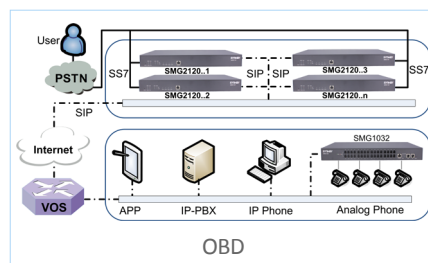 User
PSTN
SS7
SMG2120..1
SMG2120..2
SIP
SIP
SMG2120..3
SMG2120..n
SS7
SIP
Internet
VOS
SMG1032
APP
IP-PBX
IP Phone
Analog Phone
OBD